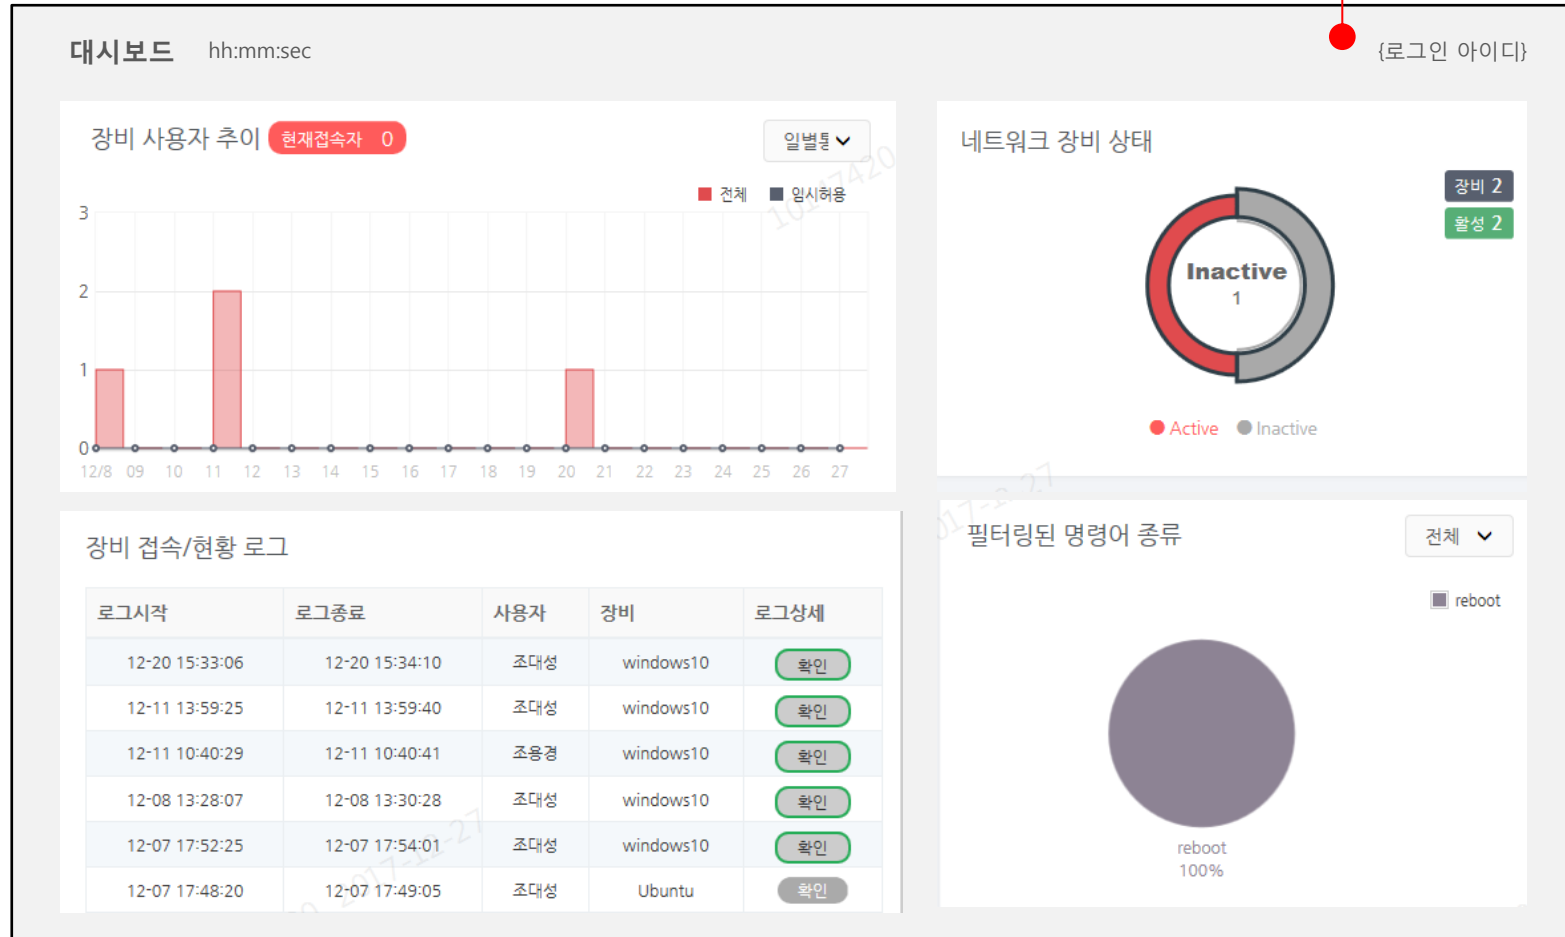 대시보드 hh:mm:sec
{로그인 아이디}
장비 사용자 추이 현재접속자 0
일별통
전체 임시허용
3
2
1
0
12/8 09 10 11 12 13 14 15 16 17 18 19 20 21 22 23 24 25 26 27
네트워크 장비 상태
장비 2
활성 2
Inactive
1
Active Inactive
장비 접속/현황 로그
로그시작 로그종료 사용자 장비 로그상세
12-20 15:33:06 12-20 15:34:10 조대성 windows10 확인
12-11 13:59:25 12-11 13:59:40 조대성 windows10 확인
12-11 10:40:29 12-11 10:40:41 조용경 windows10 확인
12-08 13:28:07 12-08 13:30:28 조대성 windows10 확인
12-07 17:52:25 12-07 17:54:01 조대성 windows10 확인
12-07 17:48:20 12-07 17:49:05 조대성 Ubuntu 확인
필터링된 명령어 종류
전체
reboot
reboot
100%
2017-12-27